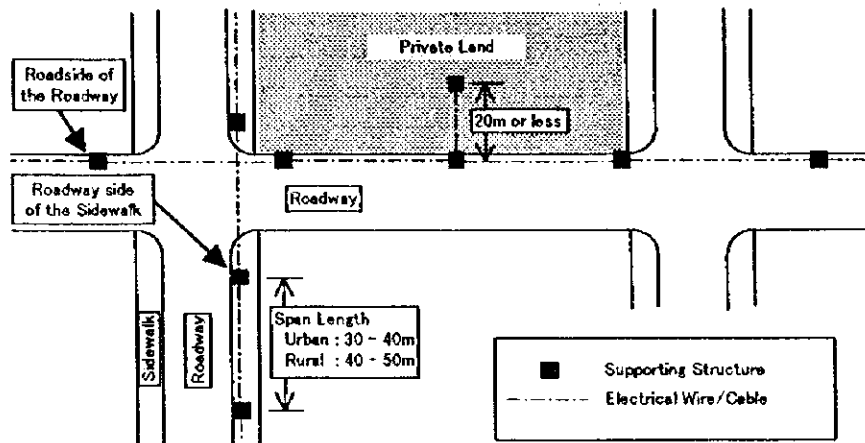 Private Land
Roadside of
the Roadway
20m or less
Roadway side
of the Sidewalk
Roadway
Sidewalk
Roadway
Span Length
Urban : 30 - 40m
Rural : 40 - 50m
Supporting Structure
Electrical Wire/Cable